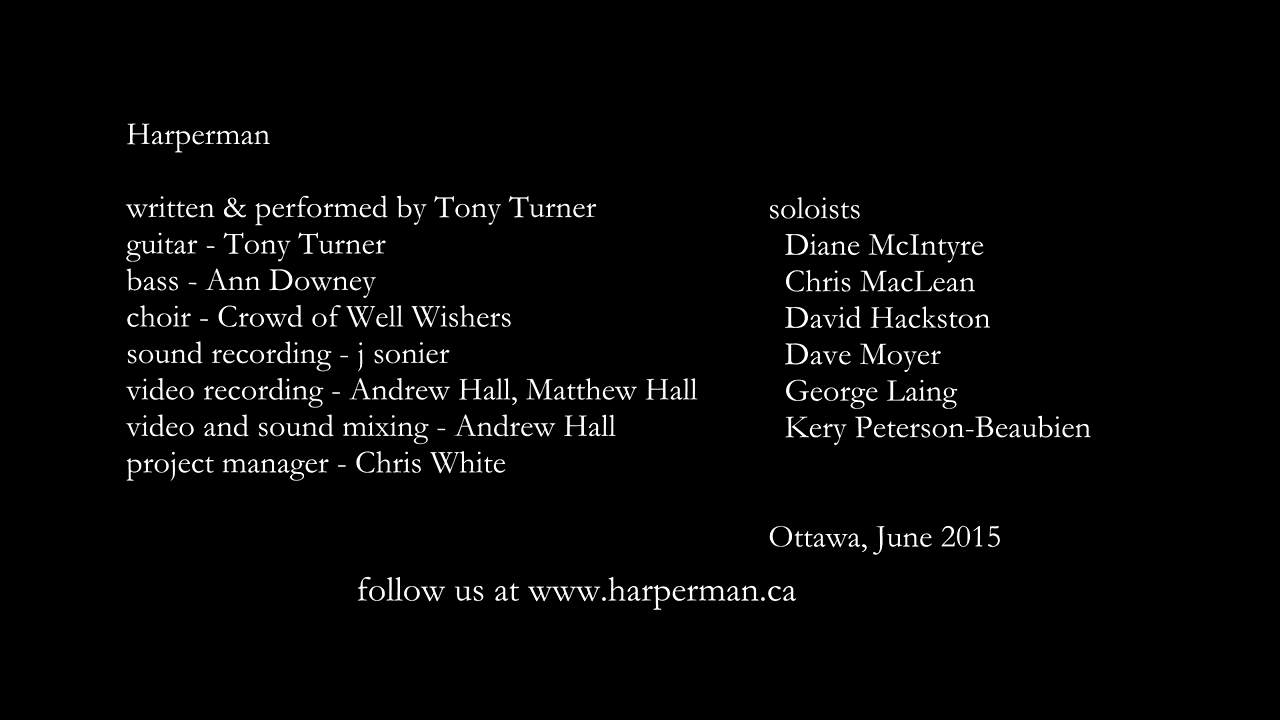 Harperman
written & performed by Tony Turner
guitar - Tony Turner
bass - Ann Downey
choir - Crowd of Well Wishers
sound recording - j sonier
video recording - Andrew Hall, Matthew Hall
video and sound mixing - Andrew Hall
project manager - Chris White
soloists
Diane McIntyre
Chris MacLean
David Hackston
Dave Moyer
George Laing
Kery Peterson-Beaubien
Ottawa, June 2015
follow us at www.harperman.ca